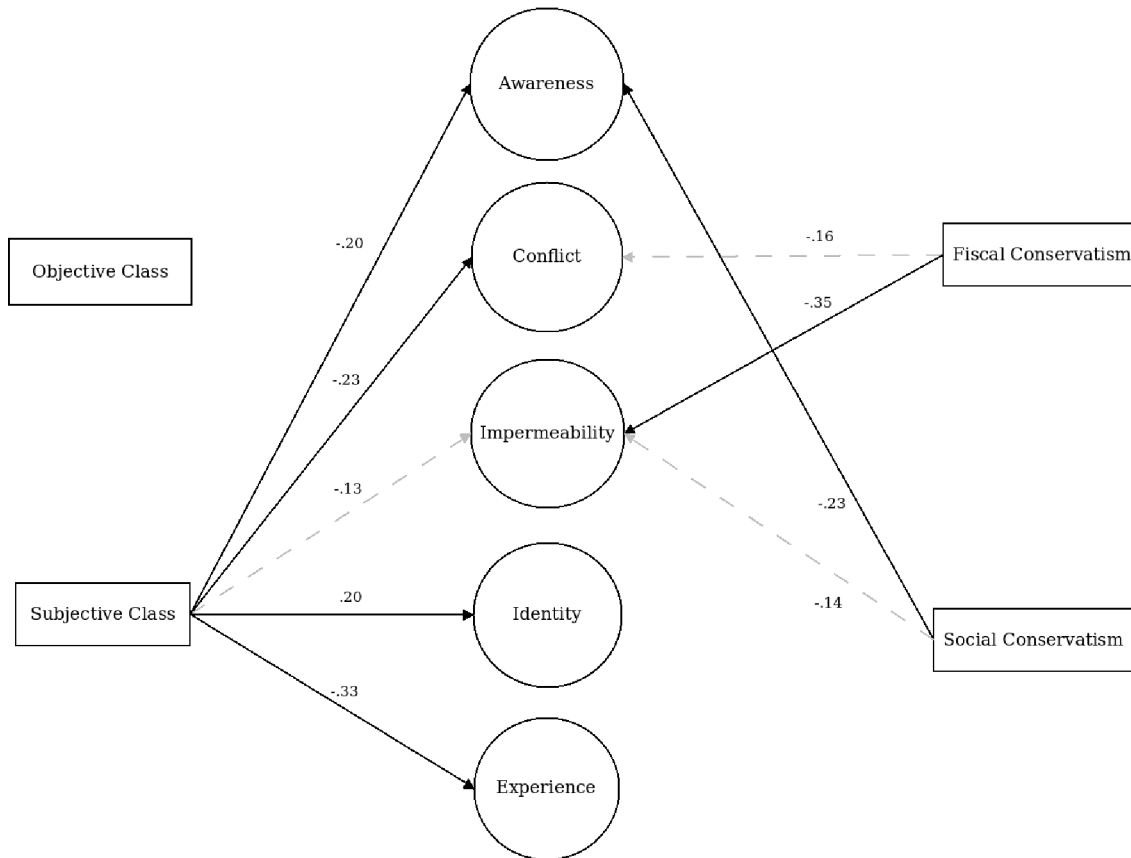 Awareness
-.20
Conflict
-.16
Fiscal Conservatism
Objective Class
-.35
-.23
Impermeability
-.13
-.23
Subjective Class
.20
Identity
-.14
Social Conservatism
-.33
Experience